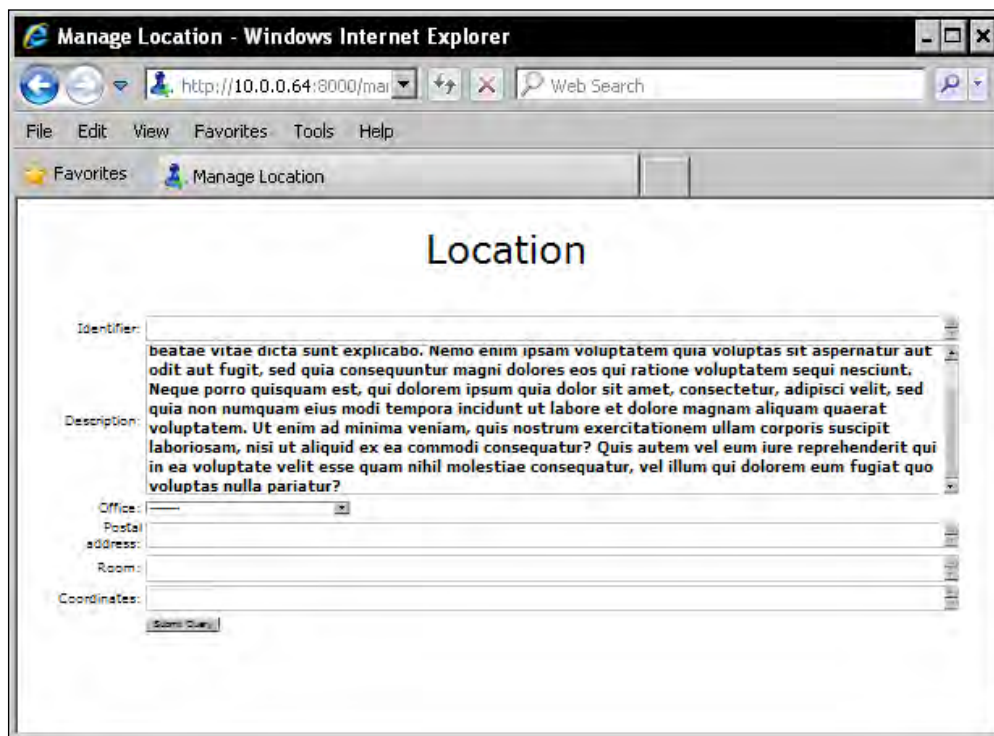 Manage Location - Windows Internet Explorer
http://10.0.0.64:8000/mar
Web Search
File Edit View Favorites Tools Help
Favorites
Manage Location
Location
Identifier:
beatae vitae dicta sunt explicabo. Nemo enim ipsam voluptatem quia voluptas sit aspernatur aut
odit aut fugit, sed quia consequuntur magni dolores eos qui ratione voluptatem sequi nesciunt.
Neque porro quisquam est, qui dolorem ipsum quia dolor sit amet, consectetur, adipisci velit, sed
quia non numquam eius modi tempora incidunt ut labore et dolore magnam aliquam quaerat
Description:
voluptatem. Ut enim ad minima veniam, quis nostrum exercitationem ullam corporis suscipit
laboriosam, nisi ut aliquid ex ea commodi consequatur? Quis autem vel eum iure reprehenderit qui
in ea voluptate velit esse quam nihil molestiae consequatur, vel illum qui dolorem eum fugiat quo
voluptas nulla pariatur?
Office:
Postal
address:
Room:
Coordinates:
Submit Query